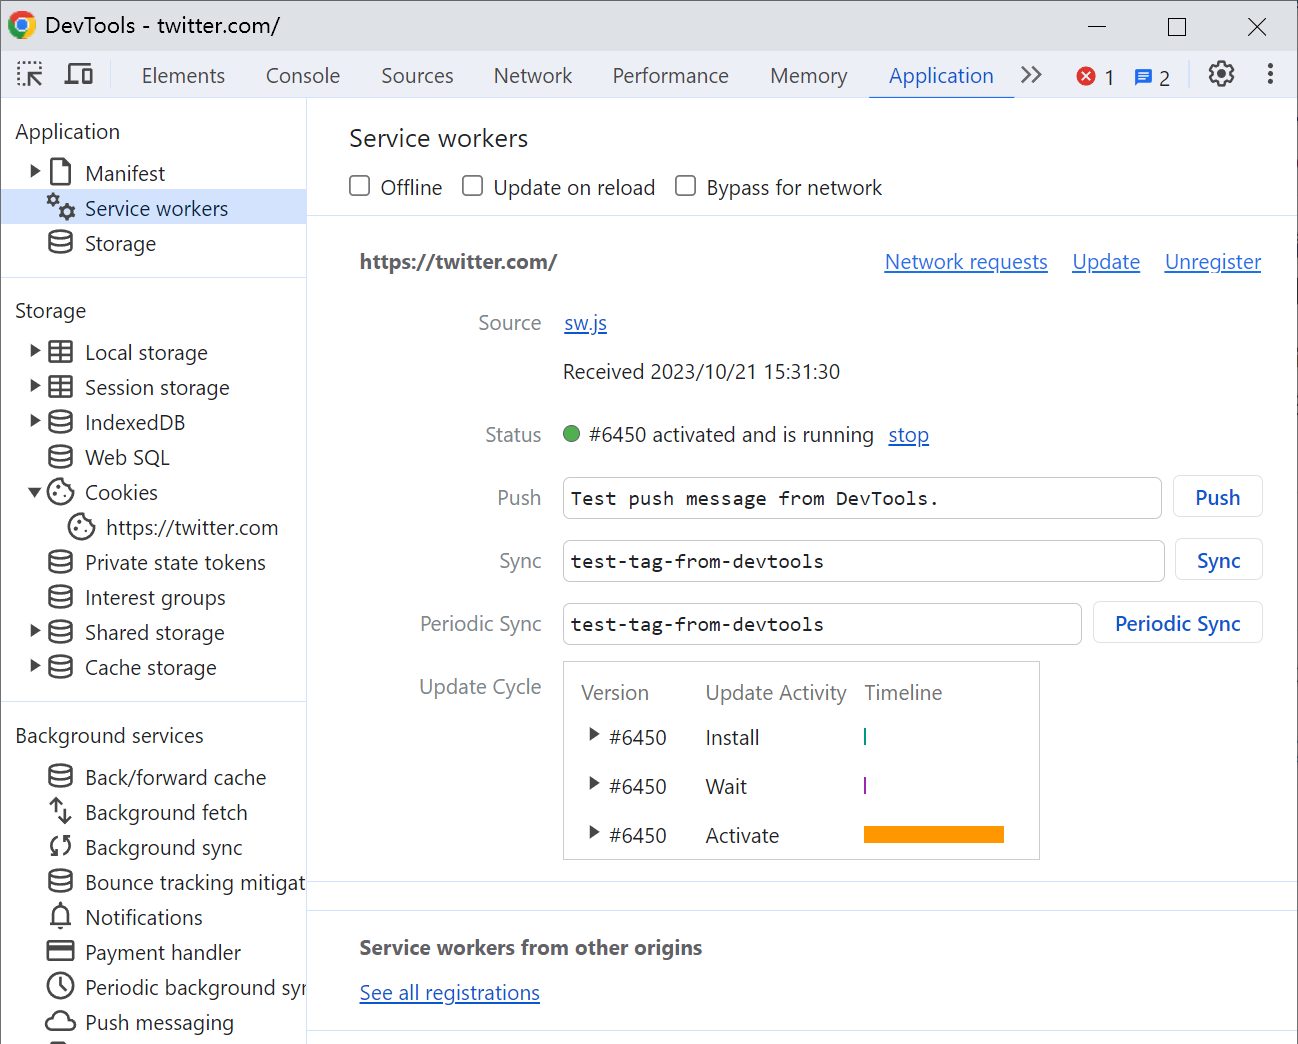 DevTools - twitter.com/
Elements Console Sources Network Performance Memory Application 1 2
Application
Manifest
Service workers
Storage
Storage
Local storage
Session storage
IndexedDB
Web SQL
Cookies
https://twitter.com
Private state tokens
Interest groups
Shared storage
Cache storage
Background services
Back/forward cache
Background fetch
Background sync
Bounce tracking mitigat
Notifications
Payment handler
Periodic background syn
Push messaging
Service workers
Offline Update on reload Bypass for network
https://twitter.com/ Network requests Update Unregister
Source sw.js
Received 2023/10/21 15:31:30
Status #6450 activated and is running stop
Push Test push message from DevTools. Push
Sync test-tag-from-devtools Sync
Periodic Sync test-tag-from-devtools Periodic Sync
Update Cycle Version Update Activity Timeline
#6450 Install
#6450 Wait
#6450 Activate
Service workers from other origins
See all registrations